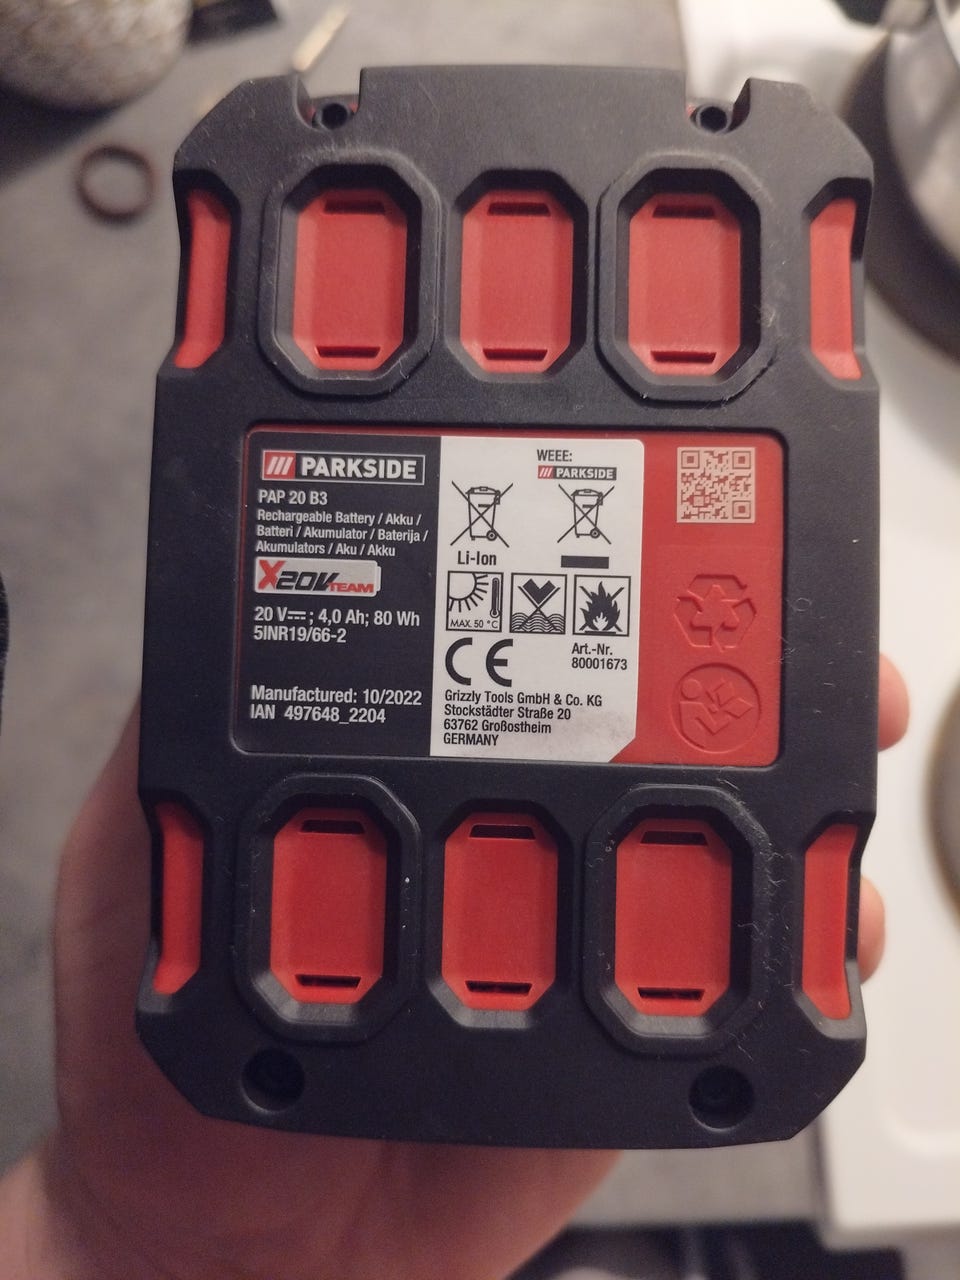 PARKSIDE
PAP 20 B3
Rechargeable Battery / Akku /
Batteri / Akumulator / Baterija /
Akumulators / Aku / Akku
X20VTEAM
20 V⎓; 4,0 Ah; 80 Wh
5INR19/66-2
Manufactured: 10/2022
IAN 497648_2204
WEEE:
PARKSIDE
Li-Ion
MAX. 50 °C
CE
Art.-Nr.
80001673
Grizzly Tools GmbH & Co. KG
Stockstädter Straße 20
63762 Großostheim
GERMANY